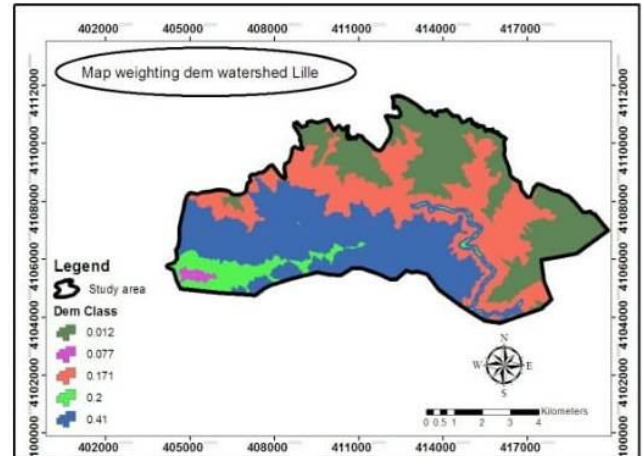 402000 405000 408000 411000 414000 417000
Map weighting dem watershed Lille
4112000
4110000
4108000
4106000
4104000
4102000
4100000
4112000
4110000
4108000
4106000
4104000
4102000
4100000
Legend
Study area
Dem Class
0.012
0.077
0.171
0.2
0.41
N
W E
S
0 0.5 1 2 3 4 Kilometers
402000 405000 408000 411000 414000 417000